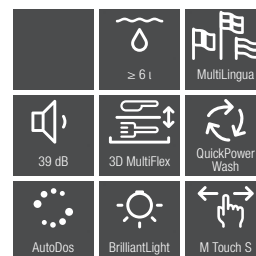 ≥ 6 l
MultiLingua
39 dB
3D MultiFlex
QuickPower
Wash
AutoDos
BrilliantLight
M Touch S